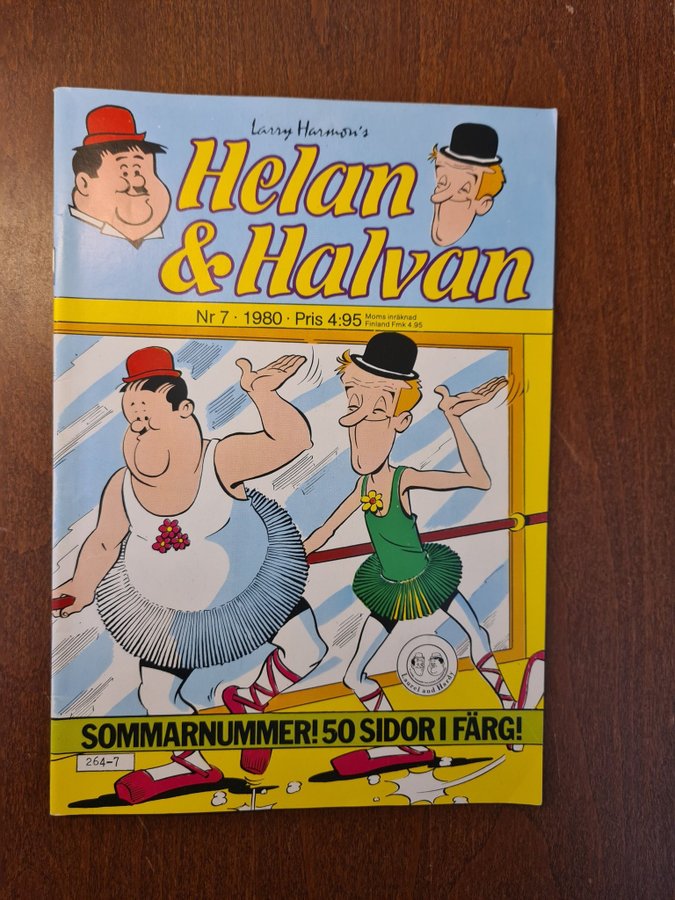 Larry Harmon's
Helan
& Halvan
Nr 7 · 1980 · Pris 4:95 Moms inräknad
Finland Fmk 4.95
Laurel and Hardy
SOMMARNUMMER! 50 SIDOR I FÄRG!
264-7